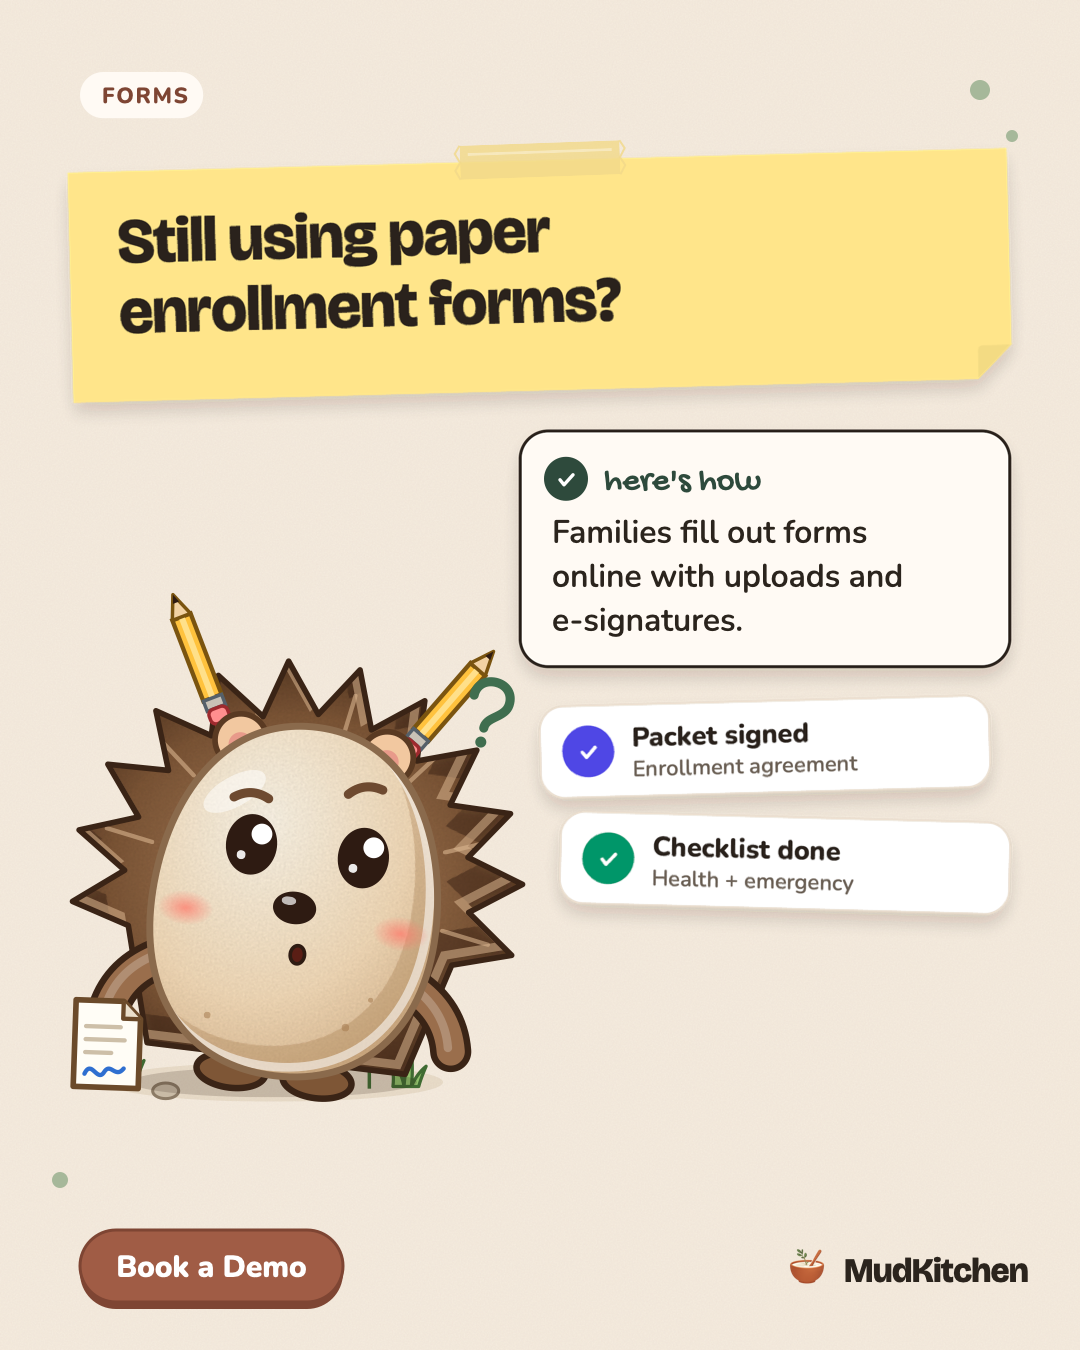 FORMS
Still using paper
enrollment forms?
here's how
Families fill out forms
online with uploads and
e-signatures.
?
Packet signed
Enrollment agreement
Checklist done
Health + emergency
Book a Demo
MudKitchen